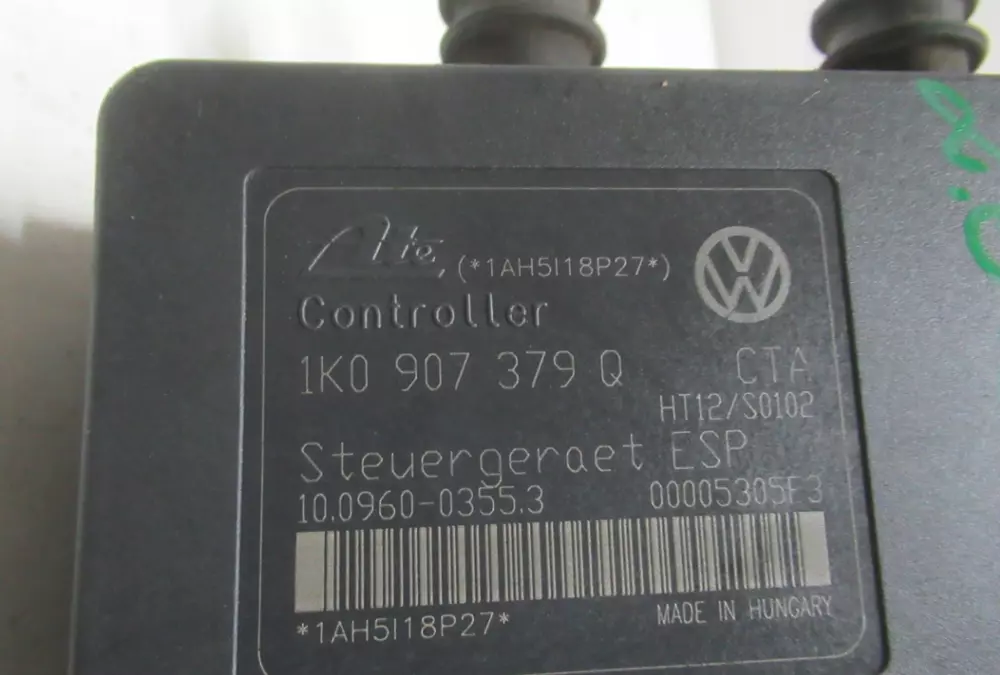 Ate (*1AH5I18P27*)
Controller
1K0 907 379 Q CTA
HT12/S0102
Steuergeraet ESP
10.0960-0355.3 00005305E3
*1AH5I18P27*
MADE IN HUNGARY